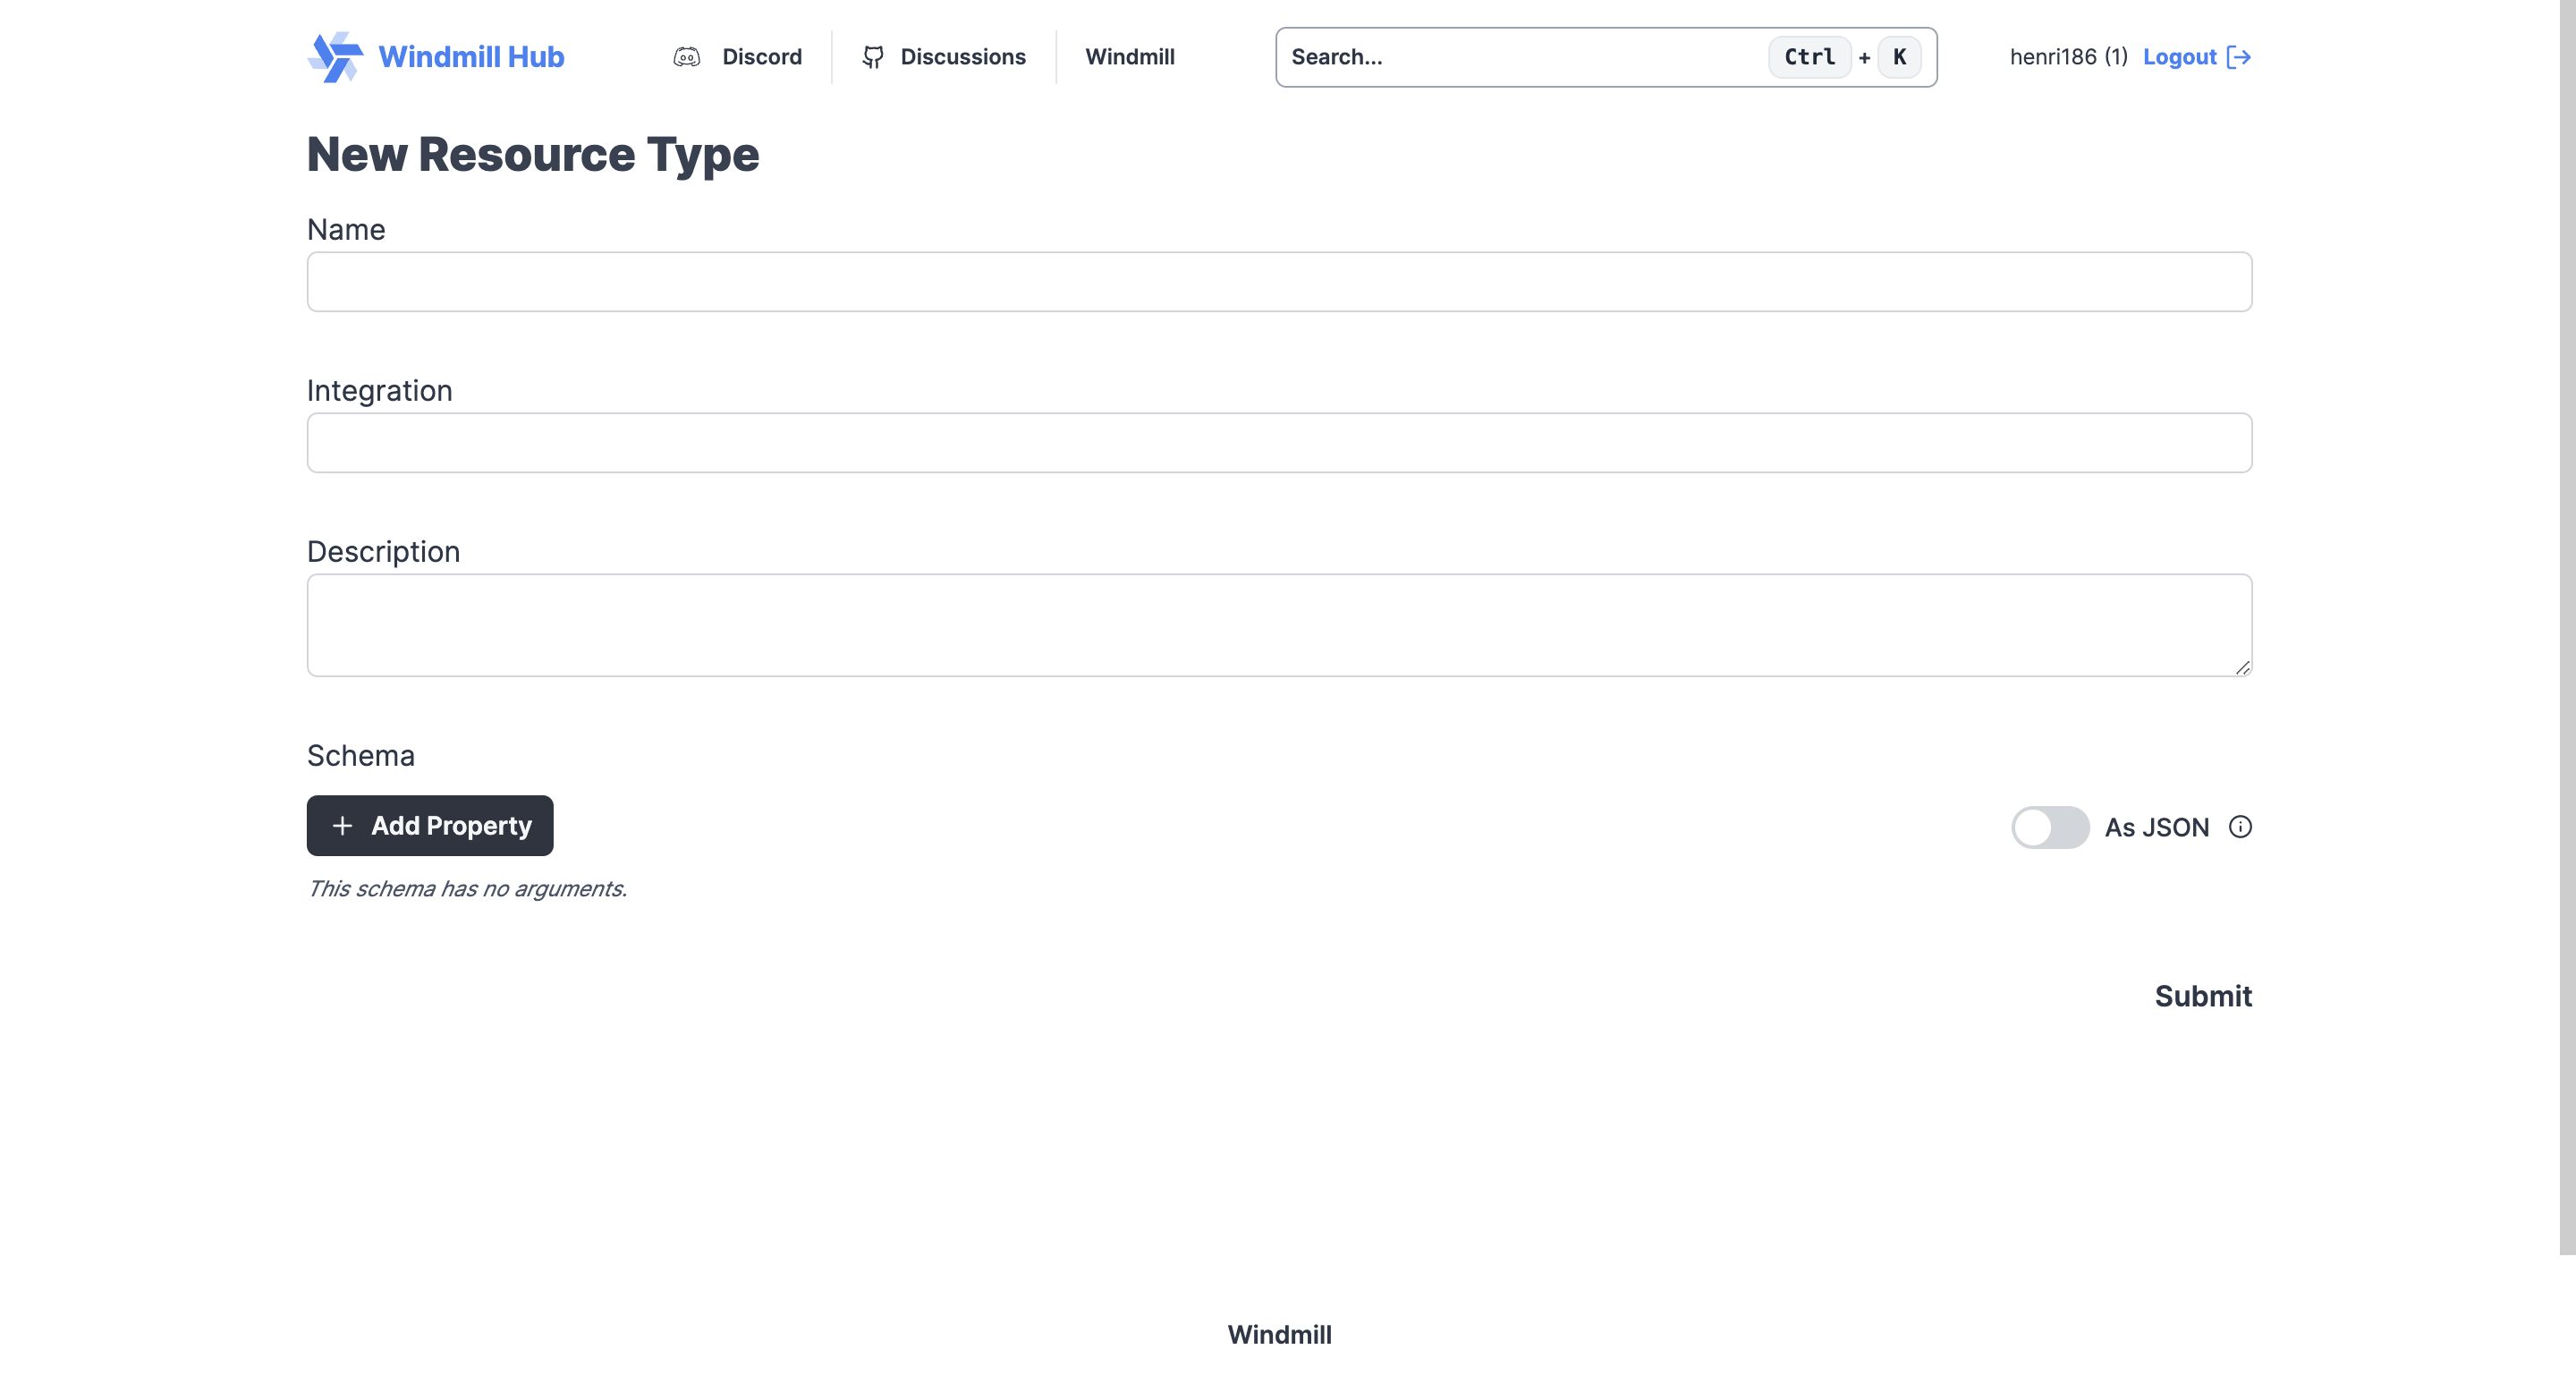 Windmill Hub Discord Discussions Windmill Search... Ctrl + K henri186 (1) Logout
New Resource Type
Name
Integration
Description
Schema
Add Property As JSON
This schema has no arguments.
Submit
Windmill